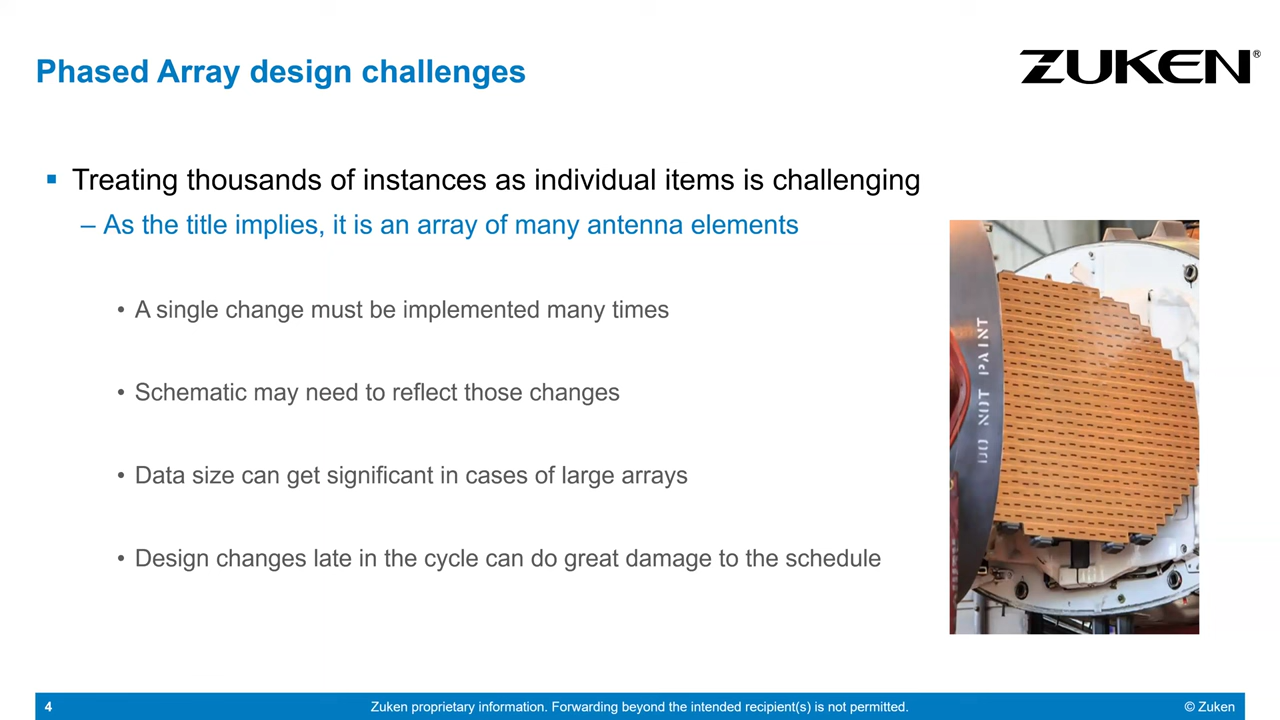 Phased Array design challenges
ZUKEN®
▪ Treating thousands of instances as individual items is challenging
– As the title implies, it is an array of many antenna elements
• A single change must be implemented many times
DO NOT PAINT
• Schematic may need to reflect those changes
• Data size can get significant in cases of large arrays
• Design changes late in the cycle can do great damage to the schedule
4
Zuken proprietary information. Forwarding beyond the intended recipient(s) is not permitted.
© Zuken